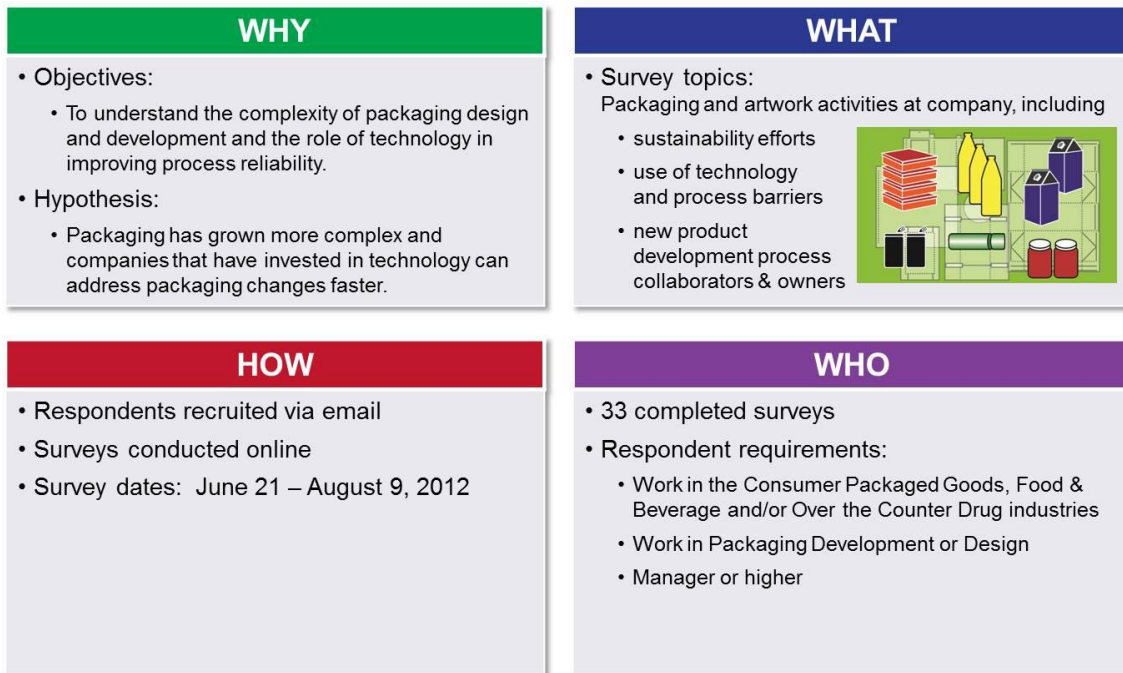 WHY
• Objectives:
• To understand the complexity of packaging design
and development and the role of technology in
improving process reliability.
• Hypothesis:
• Packaging has grown more complex and
companies that have invested in technology can
address packaging changes faster.
WHAT
• Survey topics:
Packaging and artwork activities at company, including
• sustainability efforts
• use of technology
and process barriers
• new product
development process
collaborators & owners
HOW
• Respondents recruited via email
• Surveys conducted online
• Survey dates: June 21 – August 9, 2012
WHO
• 33 completed surveys
• Respondent requirements:
• Work in the Consumer Packaged Goods, Food &
Beverage and/or Over the Counter Drug industries
• Work in Packaging Development or Design
• Manager or higher